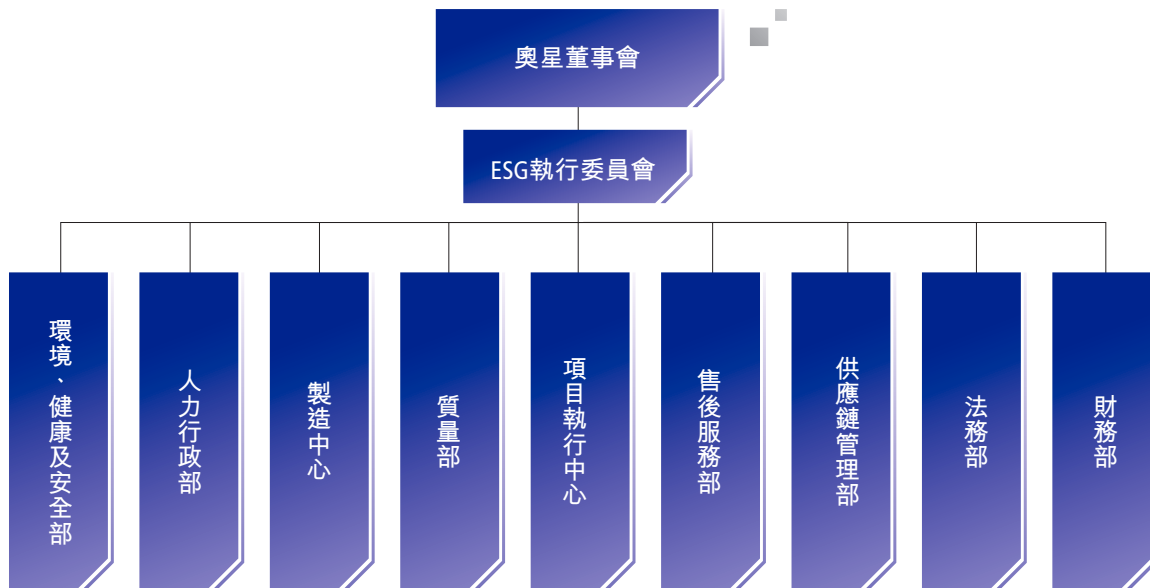 奧星董事會
ESG執行委員會
環境、健康及安全部
人力行政部
製造中心
質量部
項目執行中心
售後服務部
供應鏈管理部
法務部
財務部